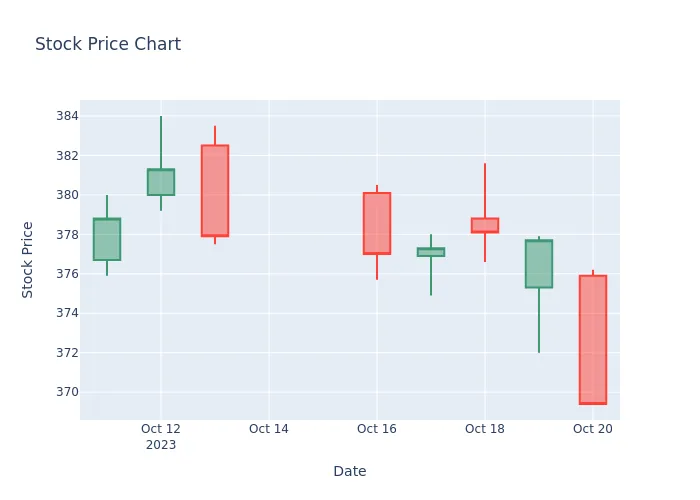 Stock Price Chart
384
382
380
378
376
374
372
370
Stock Price
Oct 12
2023
Oct 14
Oct 16
Oct 18
Oct 20
Date